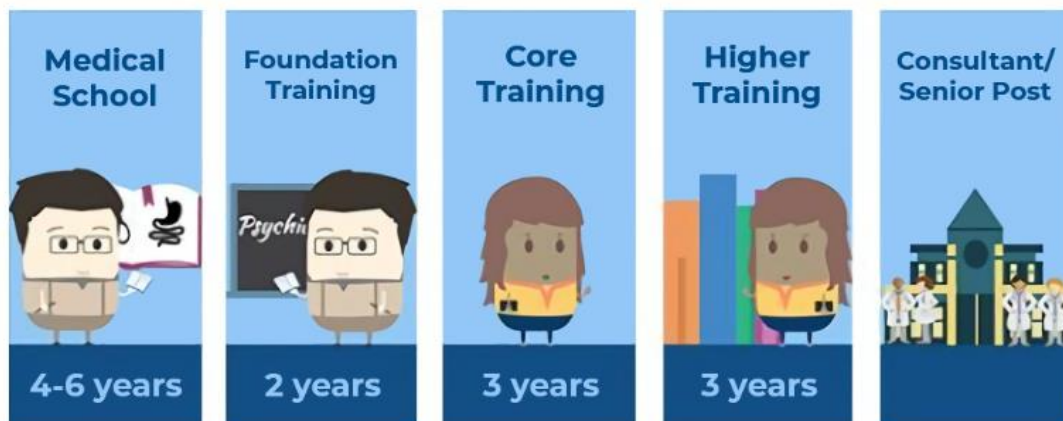 Medical
School
4-6 years
Foundation
Training
Psychi
2 years
Core
Training
3 years
Higher
Training
3 years
Consultant/
Senior Post